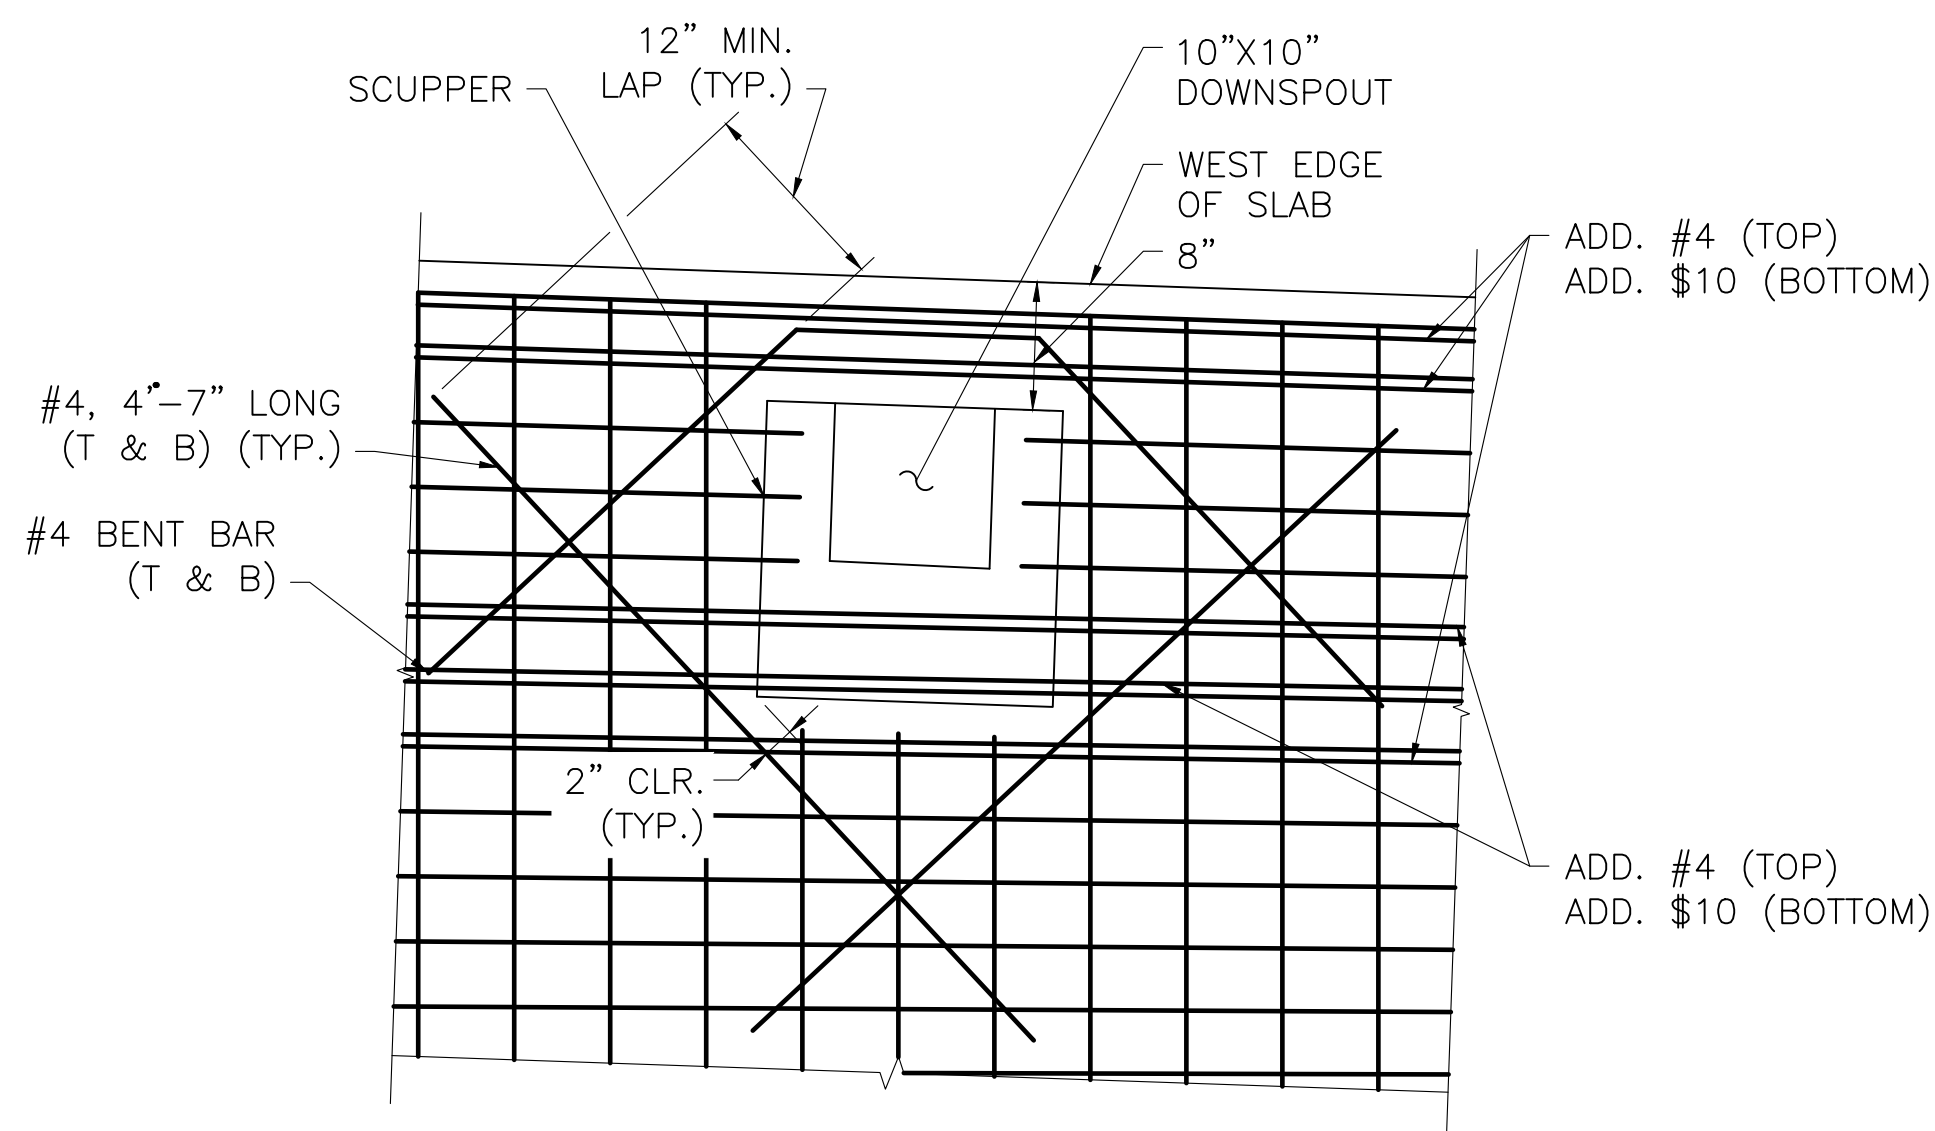 12” MIN.
LAP (TYP.)
SCUPPER
10”X10”
DOWNSPOUT
WEST EDGE
OF SLAB
8”
ADD. #4 (TOP)
ADD. $10 (BOTTOM)
#4, 4’-7” LONG
(T & B) (TYP.)
#4 BENT BAR
(T & B)
2” CLR.
(TYP.)
ADD. #4 (TOP)
ADD. $10 (BOTTOM)